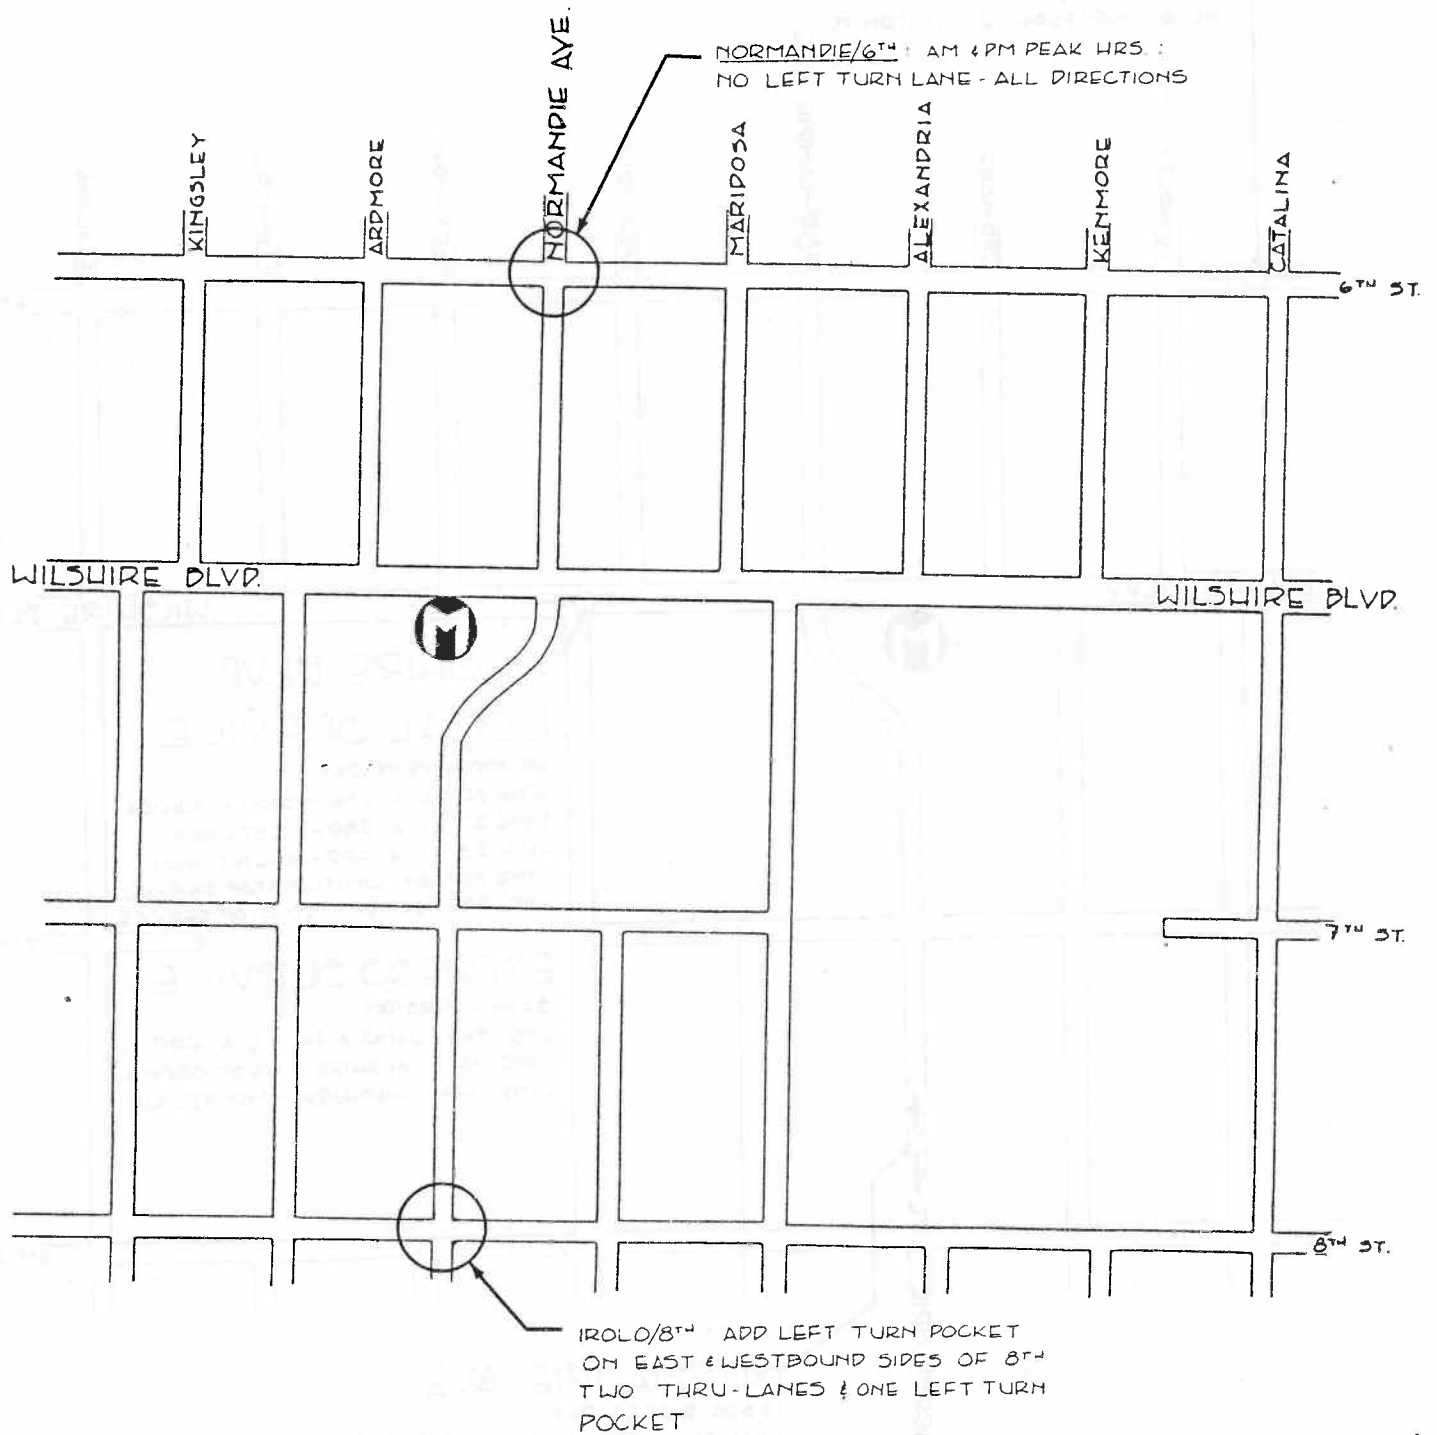 NORMANDIE/6TH : AM & PM PEAK HRS. :
NO LEFT TURN LANE - ALL DIRECTIONS
KINGSLEY
ARDMORE
NORMANDIE AVE.
MARIPOSA
ALEXANDRIA
KENMORE
CATALINA
6TH ST.
WILSHIRE BLVD.
WILSHIRE BLVD.
M
7TH ST.
8TH ST.
IROLO/8TH ADD LEFT TURN POCKET
ON EAST & WESTBOUND SIDES OF 8TH
TWO THRU-LANES & ONE LEFT TURN
POCKET